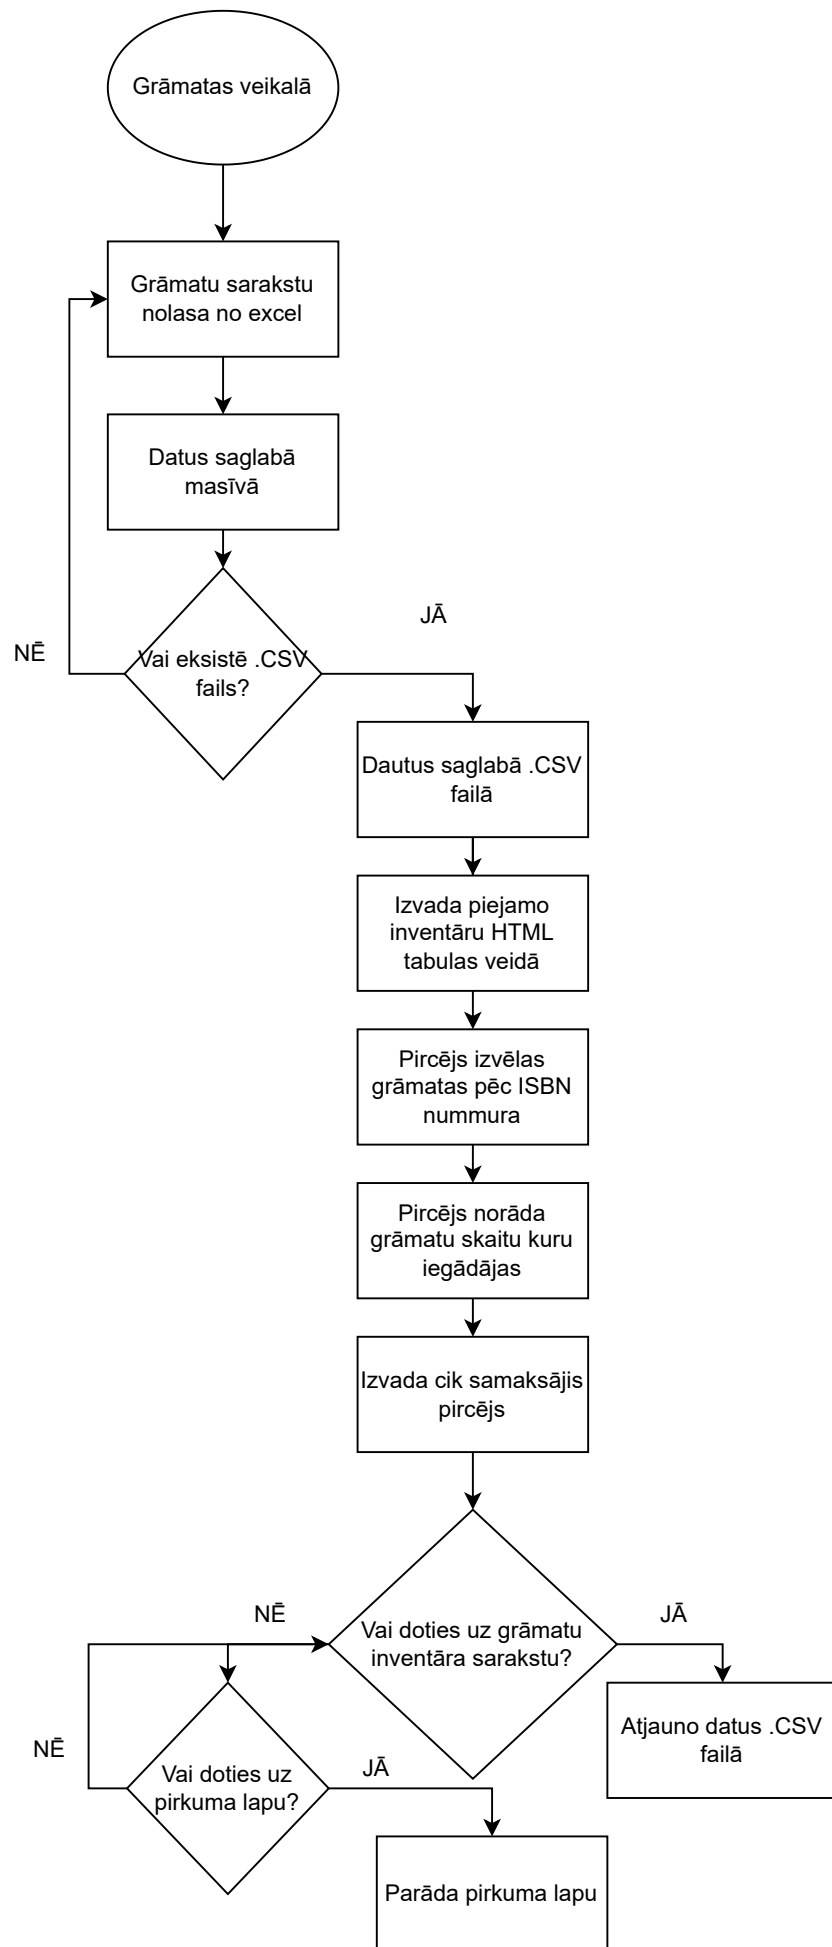 Grāmatas veikalā
Grāmatu sarakstu
nolasa no excel
Datus saglabā
masīvā
JĀ
NĒ
Vai eksistē .CSV
fails?
Dautus saglabā .CSV
failā
Izvada piejamo
inventāru HTML
tabulas veidā
Pircējs izvēlas
grāmatas pēc ISBN
nummura
Pircējs norāda
grāmatu skaitu kuru
iegādājas
Izvada cik samaksājis
pircējs
NĒ
JĀ
Vai doties uz grāmatu
inventāra sarakstu?
Atjauno datus .CSV
failā
NĒ
JĀ
Vai doties uz
pirkuma lapu?
Parāda pirkuma lapu